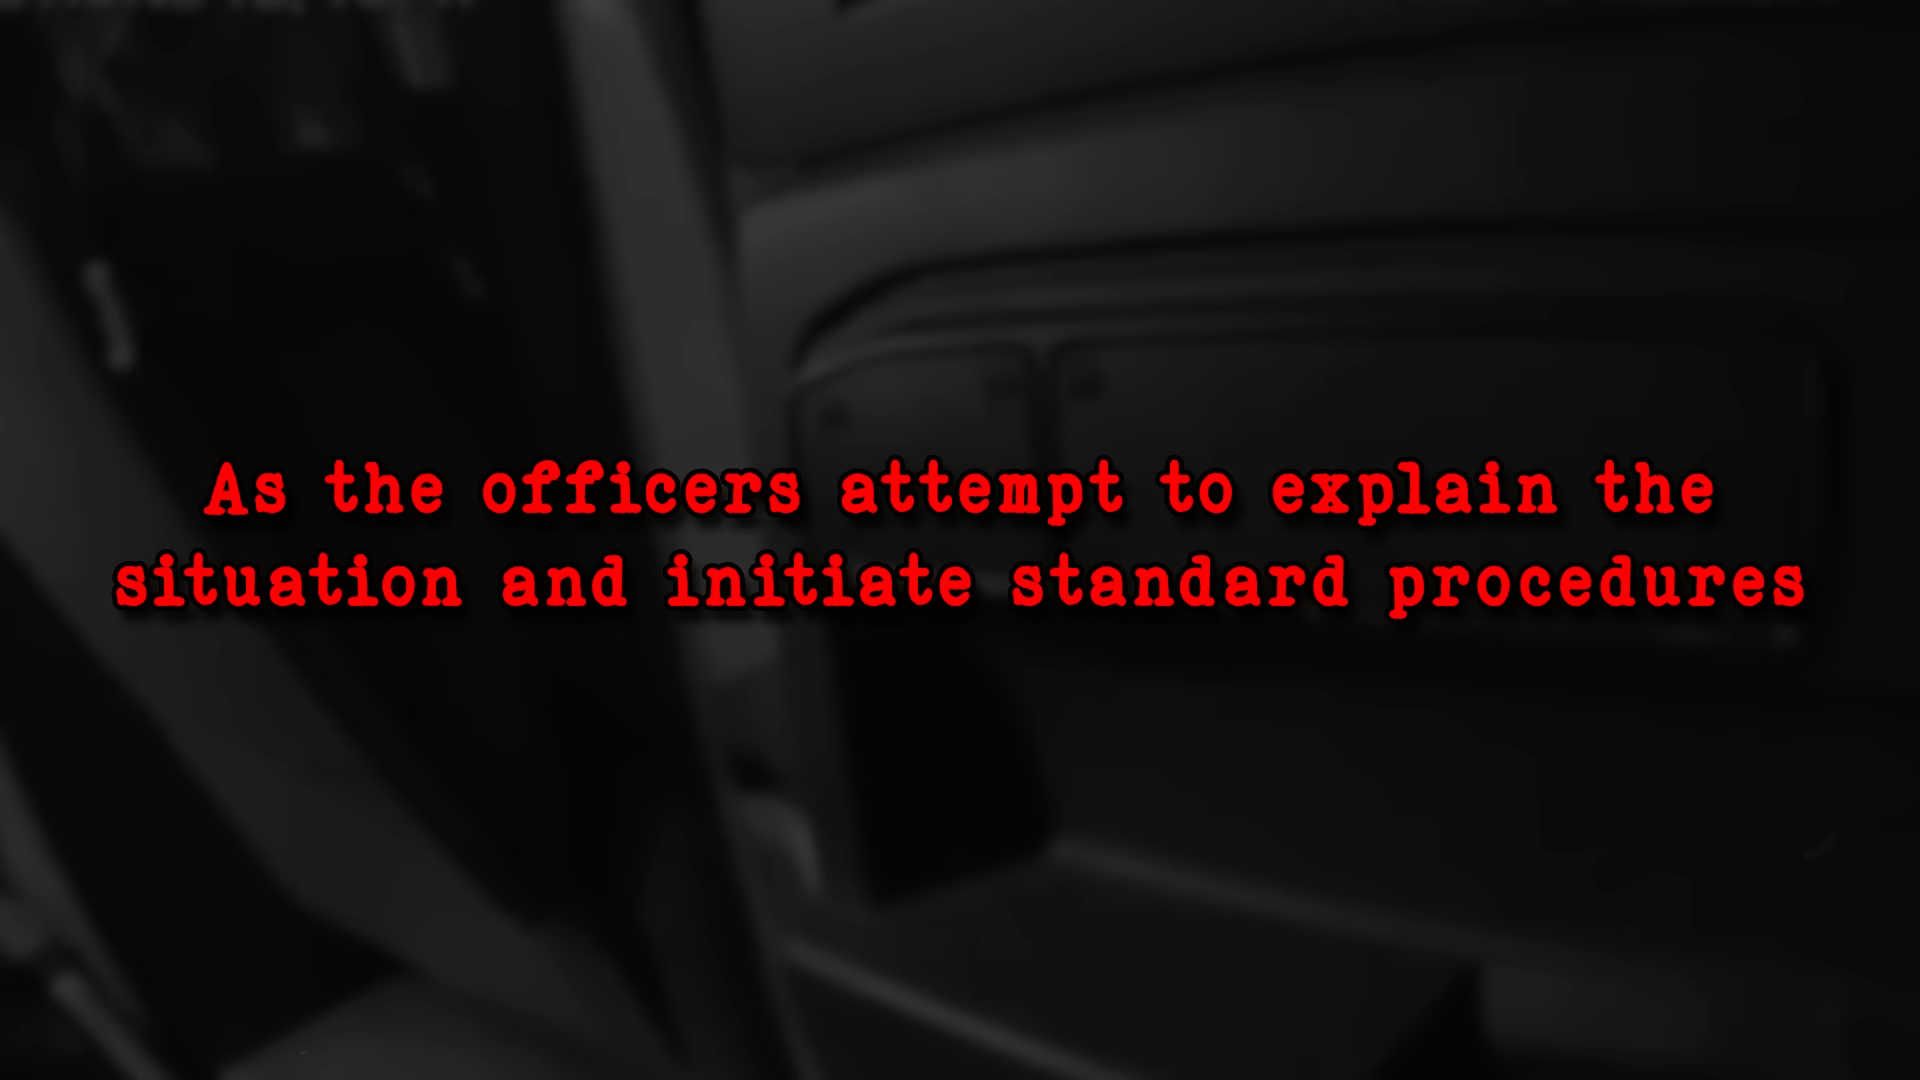 As the officers attempt to explain the
situation and initiate standard procedures